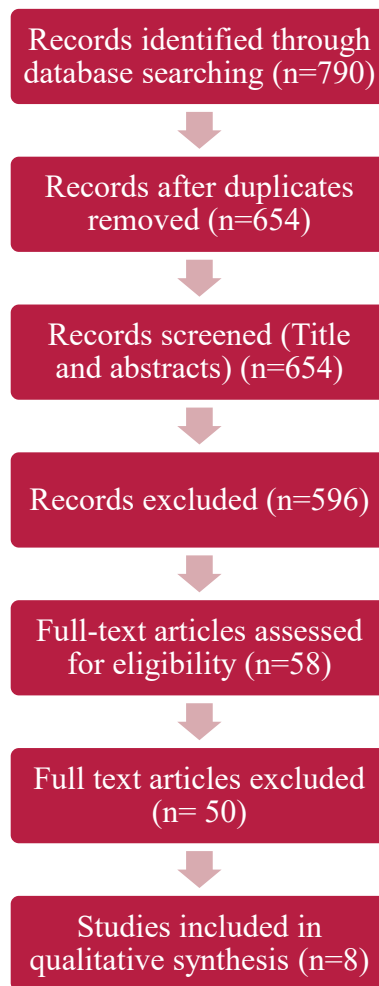 Records identified through
database searching (n=790)
Records after duplicates
removed (n=654)
Records screened (Title
and abstracts) (n=654)
Records excluded (n=596)
Full-text articles assessed
for eligibility (n=58)
Full text articles excluded
(n= 50)
Studies included in
qualitative synthesis (n=8)